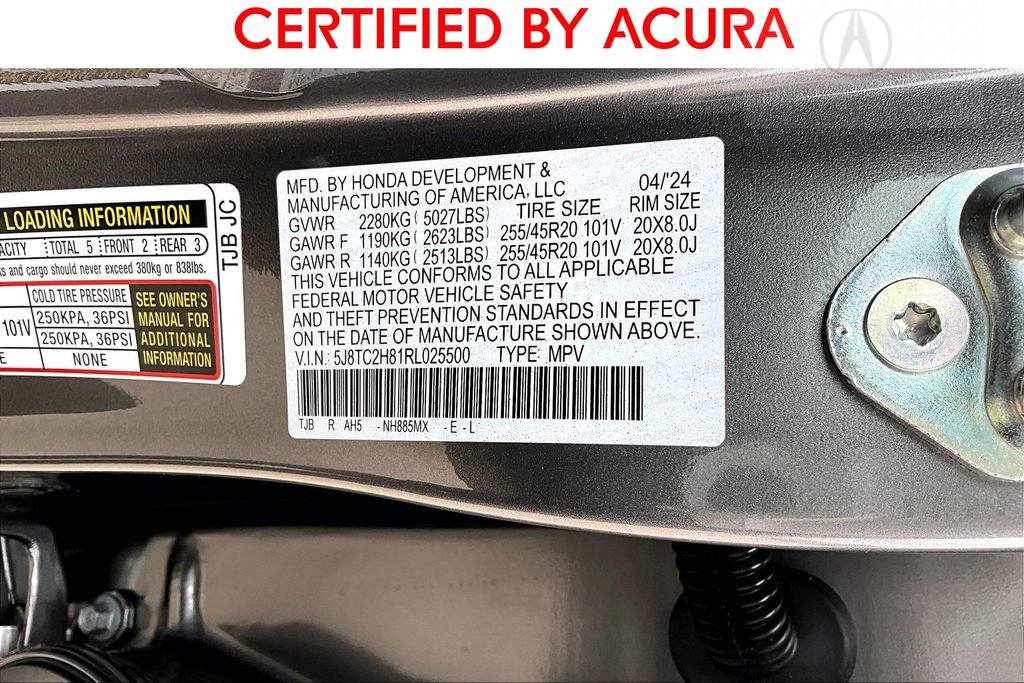 CERTIFIED BY ACURA
LOADING INFORMATION
TOTAL 5 FRONT 2 REAR 3
and cargo should never exceed 380kg or 838lbs.
COLD TIRE PRESSURE
101V 250KPA, 36PSI
250KPA, 36PSI
NONE
SEE OWNER'S
MANUAL FOR
ADDITIONAL
INFORMATION
TJB JC
MFD. BY HONDA DEVELOPMENT &
MANUFACTURING OF AMERICA, LLC 04/'24
GVWR 2280KG ( 5027LBS) TIRE SIZE RIM SIZE
GAWR F 1190KG ( 2623LBS) 255/45R20 101V 20X8.0J
GAWR R 1140KG ( 2513LBS) 255/45R20 101V 20X8.0J
THIS VEHICLE CONFORMS TO ALL APPLICABLE
FEDERAL MOTOR VEHICLE SAFETY
AND THEFT PREVENTION STANDARDS IN EFFECT
ON THE DATE OF MANUFACTURE SHOWN ABOVE.
V.I.N.: 5J8TC2H81RL025500 TYPE: MPV
TJB R AH5 -NH885MX -E-L